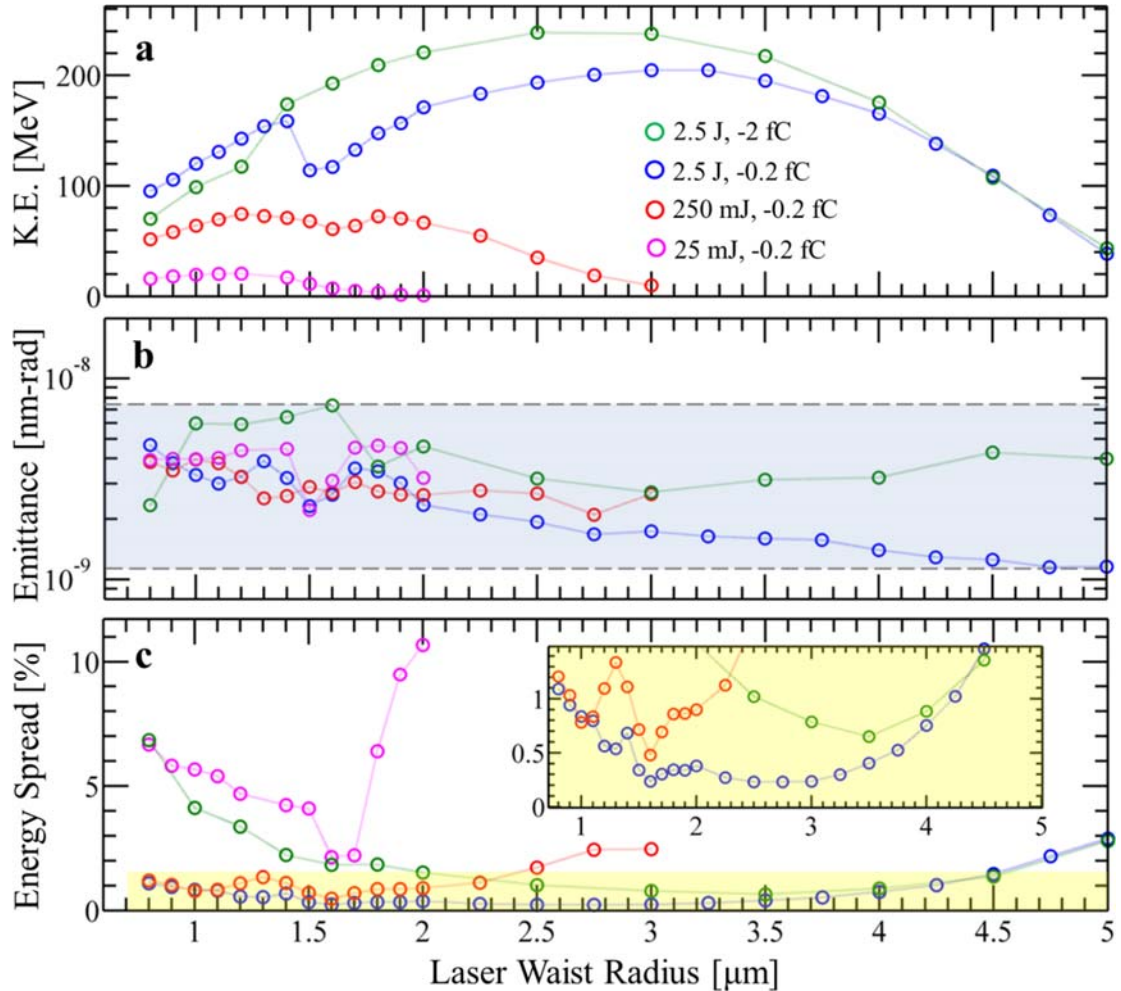 a
K.E. [MeV]
200
100
0
2.5 J, -2 fC
2.5 J, -0.2 fC
250 mJ, -0.2 fC
25 mJ, -0.2 fC
b
Emittance [nm-rad]
10-8
10-9
c
Energy Spread [%]
10
5
0
1
0.5
0
1 2 3 4 5
1 1.5 2 2.5 3 3.5 4 4.5 5
Laser Waist Radius [μm]